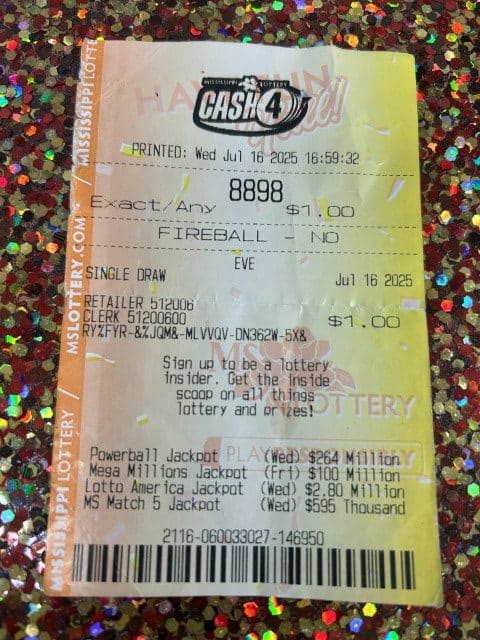 MISSISSIPPI LOTTERY
CASH 4
PRINTED: Wed Jul 16 2025 16:59:32
8898
Exact/Any $1.00
FIREBALL - NO
EVE
SINGLE DRAW Jul 16 2025
RETAILER 512006
CLERK 51200600 $1.00
RY%FYR-&%JQM&-MLVVQV-DN362W-5X&
Sign up to be a lottery
insider. Get the inside
scoop on all things
lottery and prizes!
Powerball Jackpot (Wed) $264 Million
Mega Millions Jackpot (Fri) $100 Million
Lotto America Jackpot (Wed) $2.80 Million
MS Match 5 Jackpot (Wed) $595 Thousand
2116-060033027-146950
MISSISSIPPI LOTTERY / MSLOTTERY.COM / MISSISSIPPI LOTTE
HAVE FUN
MS LOTTERY